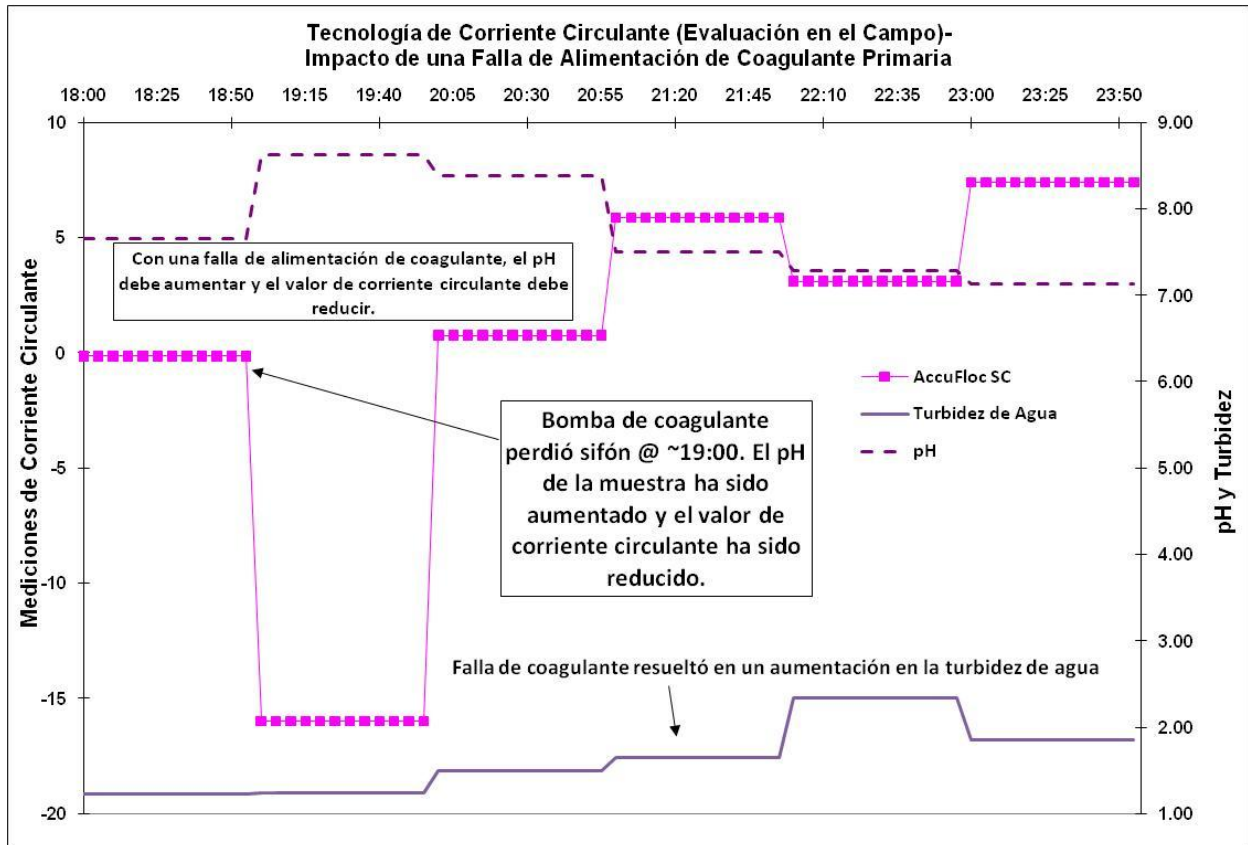 Tecnología de Corriente Circulante (Evaluación en el Campo)-
Impacto de una Falla de Alimentación de Coagulante Primaria
18:00 18:25 18:50 19:15 19:40 20:05 20:30 20:55 21:20 21:45 22:10 22:35 23:00 23:25 23:50
10
5
0
-5
-10
-15
-20
Mediciones de Corriente Circulante
Con una falla de alimentación de coagulante, el pH
debe aumentar y el valor de corriente circulante debe
reducir.
Bomba de coagulante
perdió sifón @ ~19:00. El pH
de la muestra ha sido
aumentado y el valor de
corriente circulante ha sido
reducido.
AccuFloc SC
Turbidez de Agua
pH
Falla de coagulante resueltó en un aumentación en la turbidez de agua
9.00
8.00
7.00
6.00
5.00
4.00
3.00
2.00
1.00
pH y Turbidez